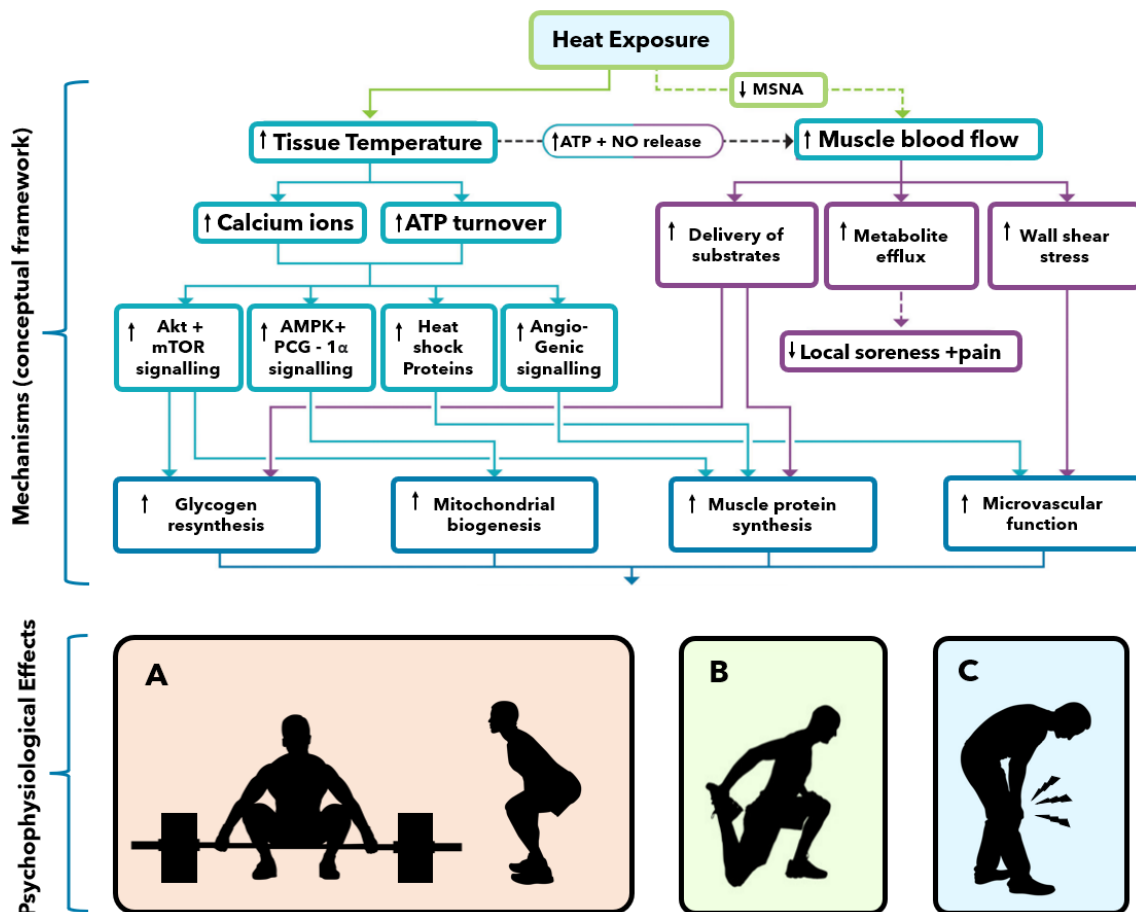 Heat Exposure
↓ MSNA
↑ Tissue Temperature
↑ATP + NO release
↑ Muscle blood flow
↑ Calcium ions
↑ATP turnover
↑ Delivery of
substrates
↑ Metabolite
efflux
↑ Wall shear
stress
↑ Akt +
mTOR
signalling
↑ AMPK+
PCG - 1α
signalling
↑ Heat
shock
Proteins
↑ Angio-
Genic
signalling
↓ Local soreness +pain
↑ Glycogen
resynthesis
↑ Mitochondrial
biogenesis
↑ Muscle protein
synthesis
↑ Microvascular
function
Mechanisms (conceptual framework)
Psychophysiological Effects
A
B
C